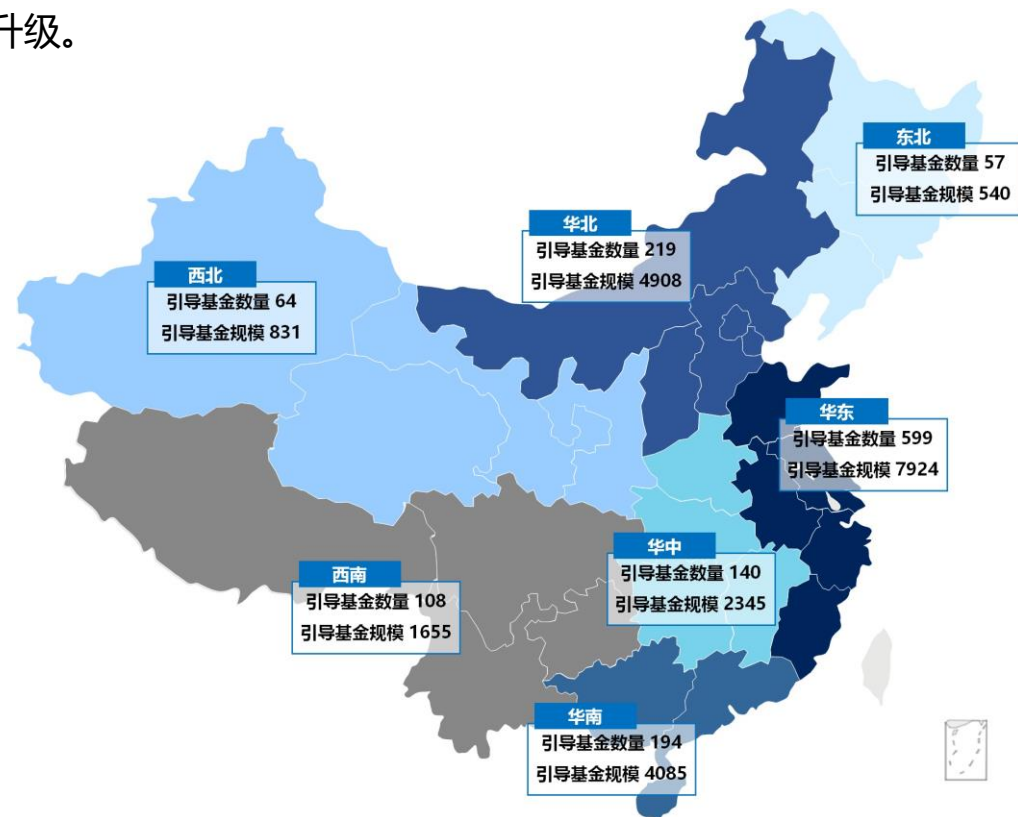 升级。
东北
引导基金数量 57
引导基金规模 540
华北
引导基金数量 219
引导基金规模 4908
西北
引导基金数量 64
引导基金规模 831
华东
引导基金数量 599
引导基金规模 7924
华中
引导基金数量 140
引导基金规模 2345
西南
引导基金数量 108
引导基金规模 1655
华南
引导基金数量 194
引导基金规模 4085